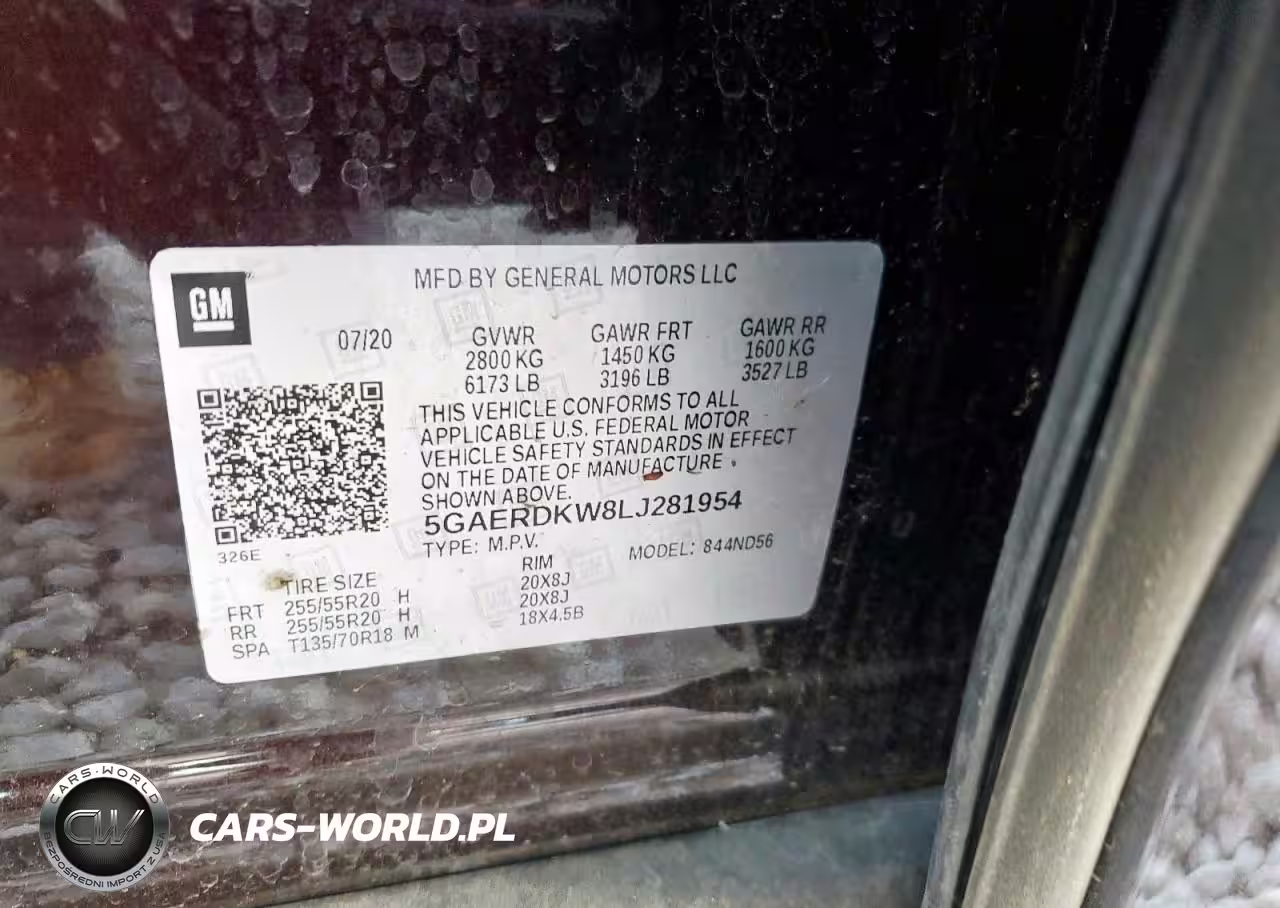 GM
MFD BY GENERAL MOTORS LLC
07/20
GVWR
2800 KG
6173 LB
GAWR FRT
1450 KG
3196 LB
GAWR RR
1600 KG
3527 LB
THIS VEHICLE CONFORMS TO ALL
APPLICABLE U.S. FEDERAL MOTOR
VEHICLE SAFETY STANDARDS IN EFFECT
ON THE DATE OF MANUFACTURE
SHOWN ABOVE.
5GAERDKW8LJ281954
326E
TYPE: M.P.V.
MODEL: 844ND56
TIRE SIZE RIM
FRT 255/55R20 H 20X8J
RR 255/55R20 H 20X8J
SPA T135/70R18 M 18X4.5B
CARS-WORLD
CW
BEZPOŚREDNI IMPORT Z USA
CARS-WORLD.PL